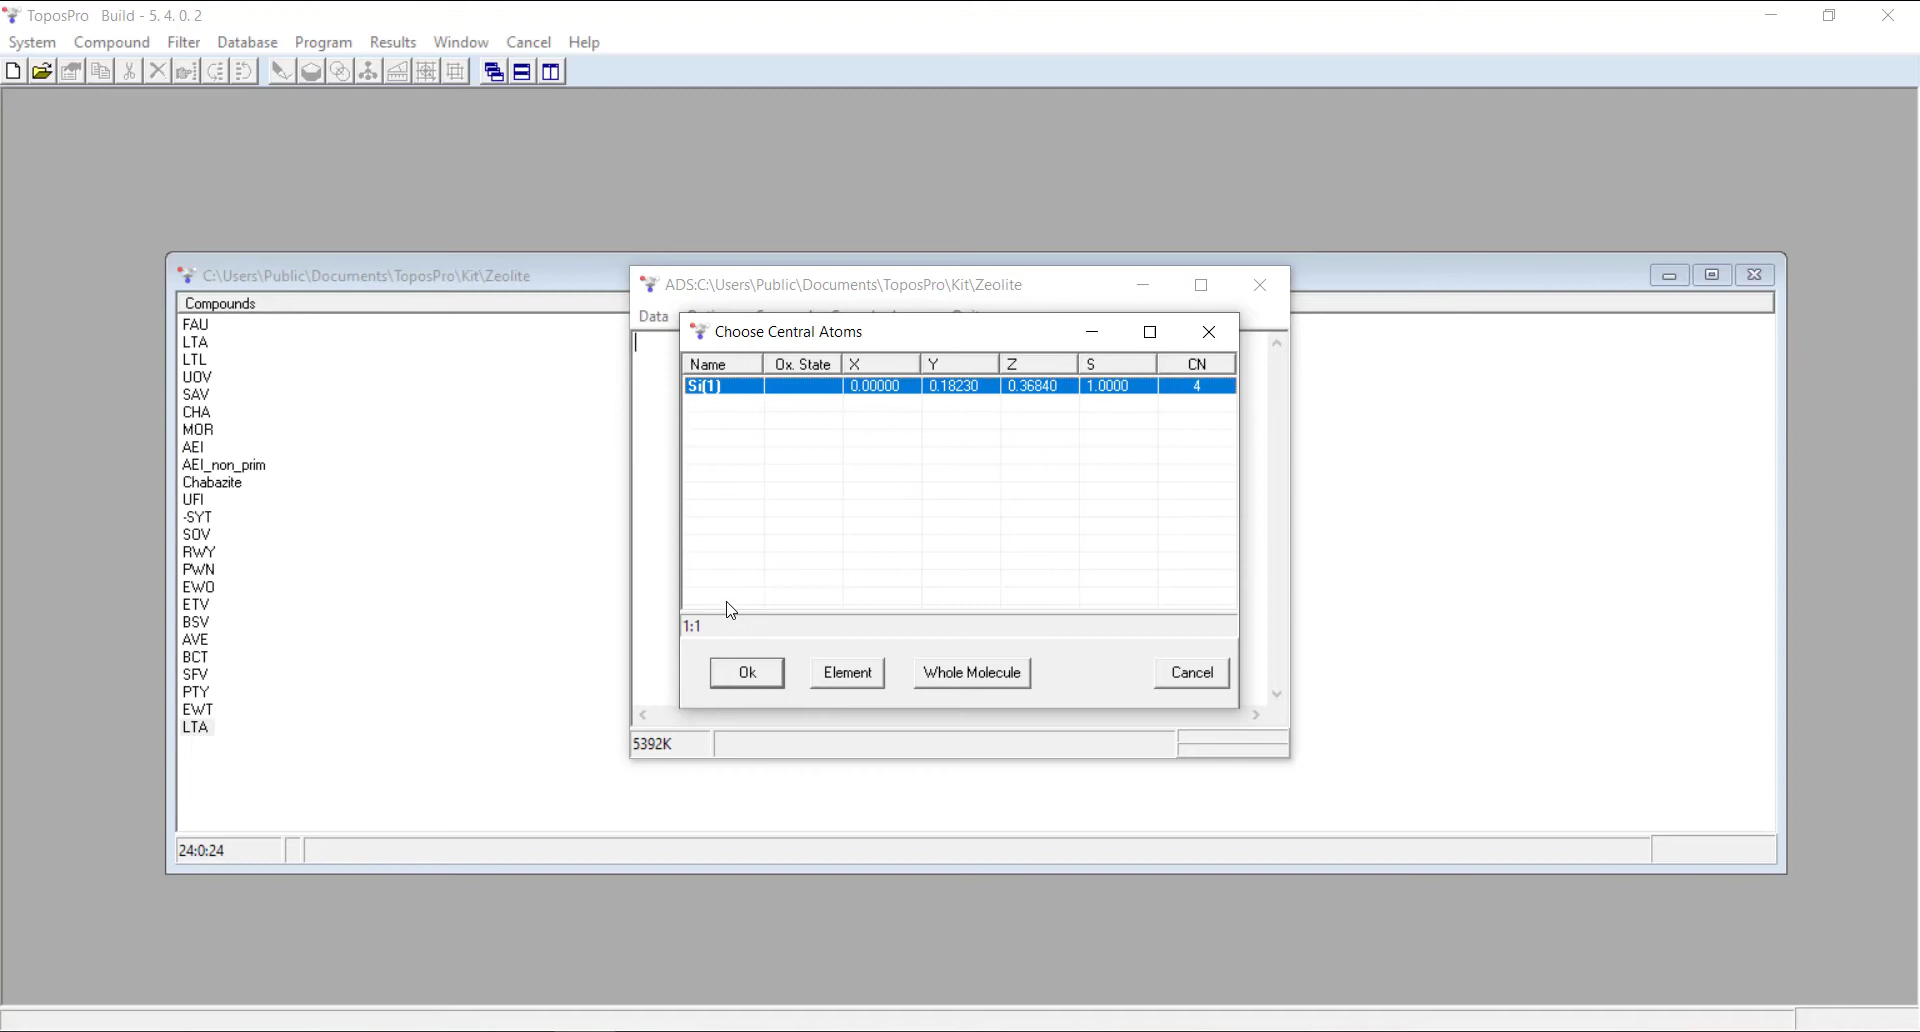 ToposPro Build - 5.4.0.2
System Compound Filter Database Program Results Window Cancel Help
C:\Users\Public\Documents\ToposPro\Kit\Zeolite
Compounds
FAU
LTA
LTL
UOV
SAV
CHA
MOR
AEI
AEI_non_prim
Chabazite
UFI
-SYT
SOV
RWY
PWN
EWO
ETV
BSV
AVE
BCT
SFV
PTY
EWT
LTA
24:0:24
ADS:C:\Users\Public\Documents\ToposPro\Kit\Zeolite
Data
Choose Central Atoms
Name Ox. State X Y Z S CN
Si(1) 0.00000 0.18230 0.36840 1.0000 4
1:1
Ok Element Whole Molecule Cancel
5392K